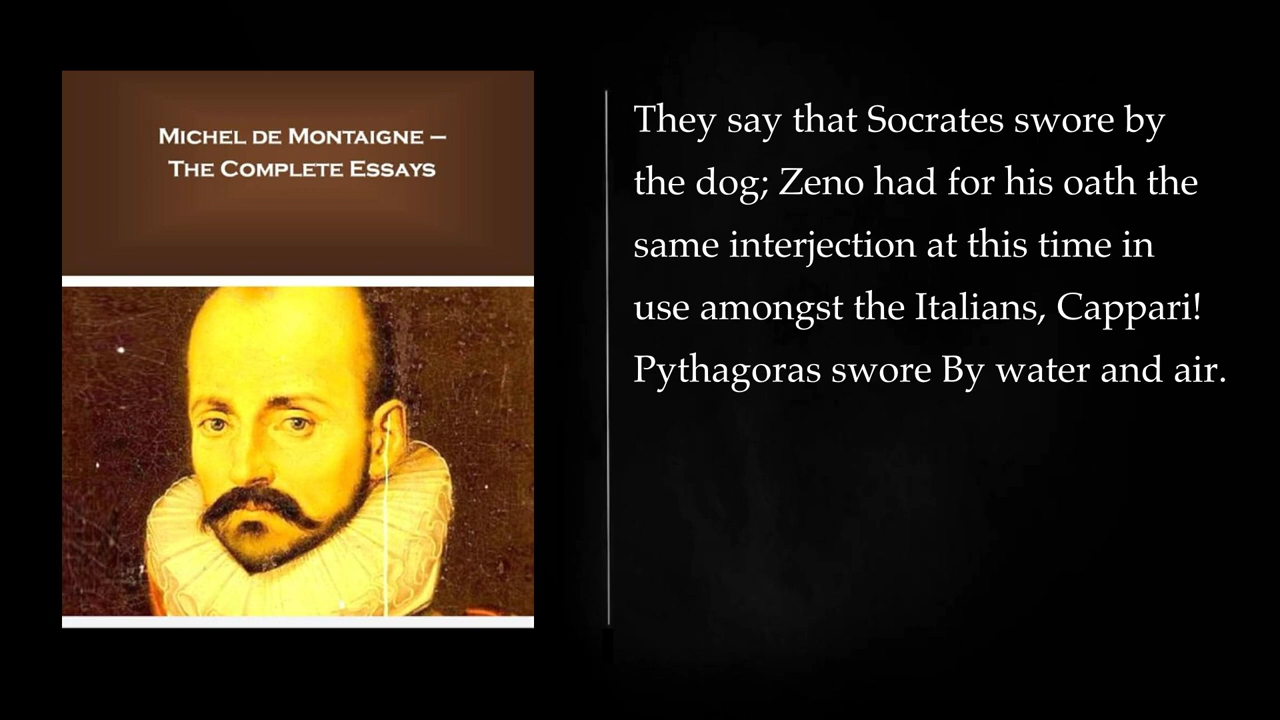 MICHEL DE MONTAIGNE –
THE COMPLETE ESSAYS
They say that Socrates swore by
the dog; Zeno had for his oath the
same interjection at this time in
use amongst the Italians, Cappari!
Pythagoras swore By water and air.